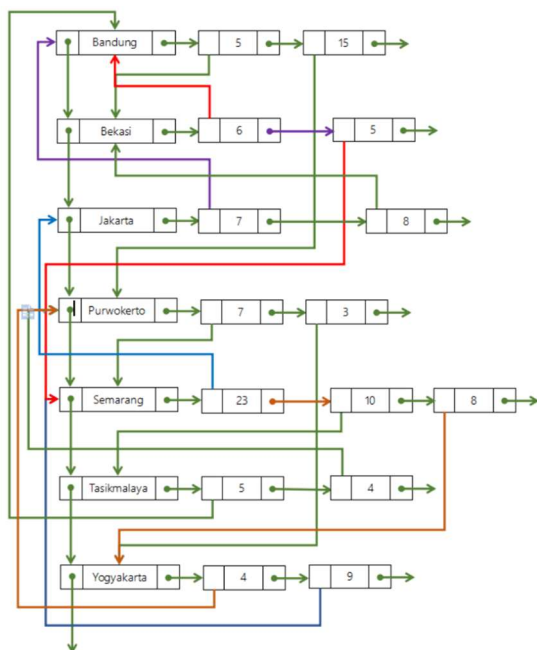 Bandung 5 15
Bekasi 6 5
Jakarta 7 8
Purwokerto 7 3
Semarang 23 10 8
Tasikmalaya 5 4
Yogyakarta 4 9